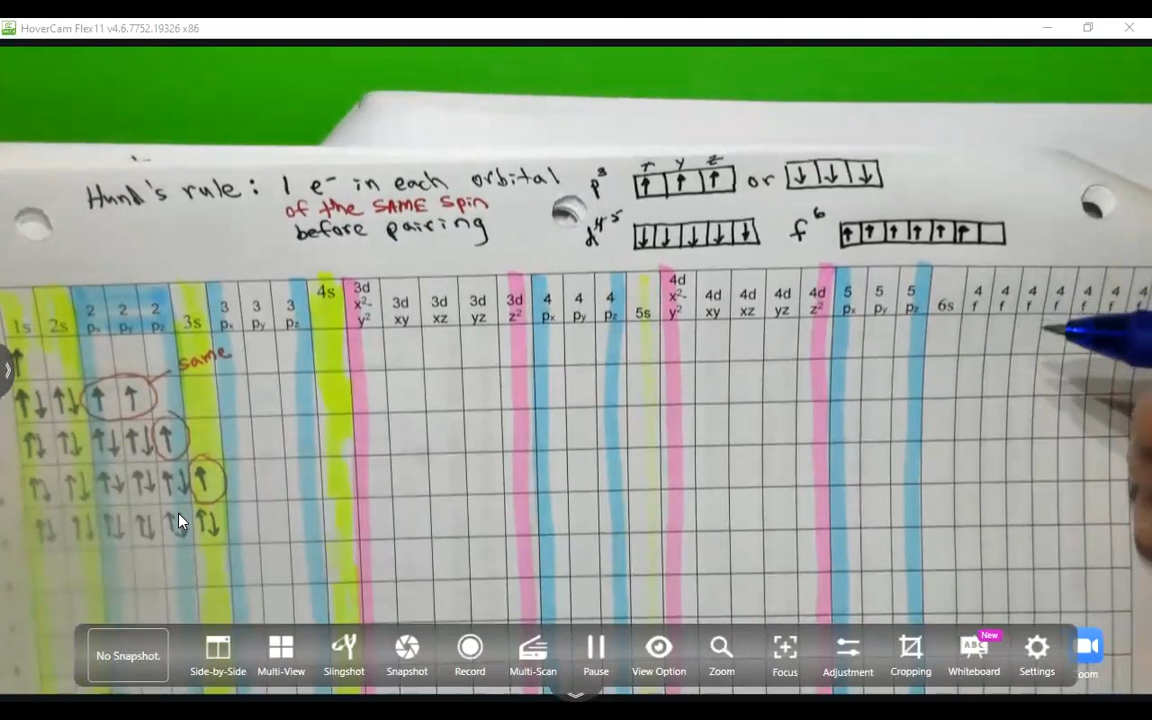 HoverCam Flex11 v4.6.7752.19326 x86
Hund's rule: 1 e- in each orbital
of the SAME spin
before pairing
p3 x y z
↑ ↑ ↑ or ↓ ↓ ↓
↓ ↓ ↓ ↓ ↓ f6 ↑ ↑ ↑ ↑ ↑ ↑
1s 2s 2 px 2 py 2 pz 3s 3 px 3 py 3 pz 4s 3d x2-y2 3d xy 3d xz 3d yz 3d z2 4 px 4 py 4 pz 5s 4d x2-y2 4d xy 4d xz 4d yz 4d z2 5 px 5 py 5 pz 6s 4 f 4 f 4 f 4 f 4 f 4 f 4
↑
same
↑↓ ↑↓ ↑ ↑
↑↓ ↑↓ ↑↓ ↑↓ ↑
↑↓ ↑↓ ↑↓ ↑↓ ↑↓ ↑
↑↓ ↑↓ ↑↓ ↑↓ ↑↓ ↑↓
No Snapshot.
Side-by-Side Multi-View Slingshot Snapshot Record Multi-Scan Pause View Option Zoom Focus Adjustment Cropping Whiteboard Settings oom
ABC New